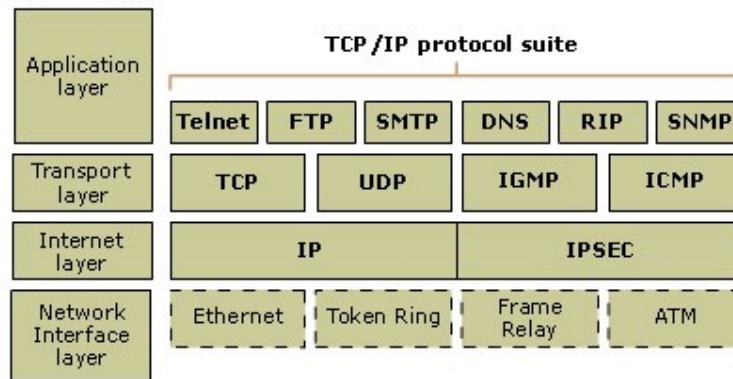 TCP/IP protocol suite
Application
layer
Telnet FTP SMTP DNS RIP SNMP
Transport
layer
TCP UDP IGMP ICMP
Internet
layer
IP IPSEC
Network
Interface
layer
Ethernet Token Ring Frame
Relay ATM